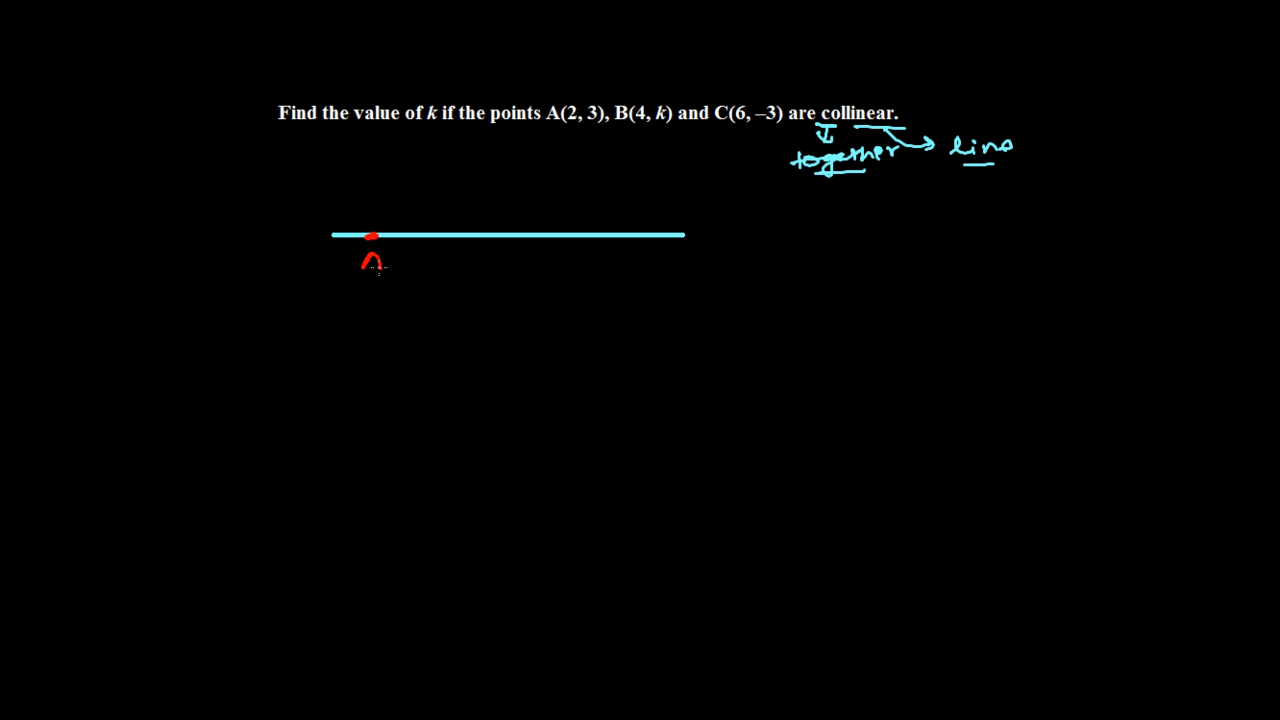 Find the value of k if the points A(2, 3), B(4, k) and C(6, –3) are collinear.
together line